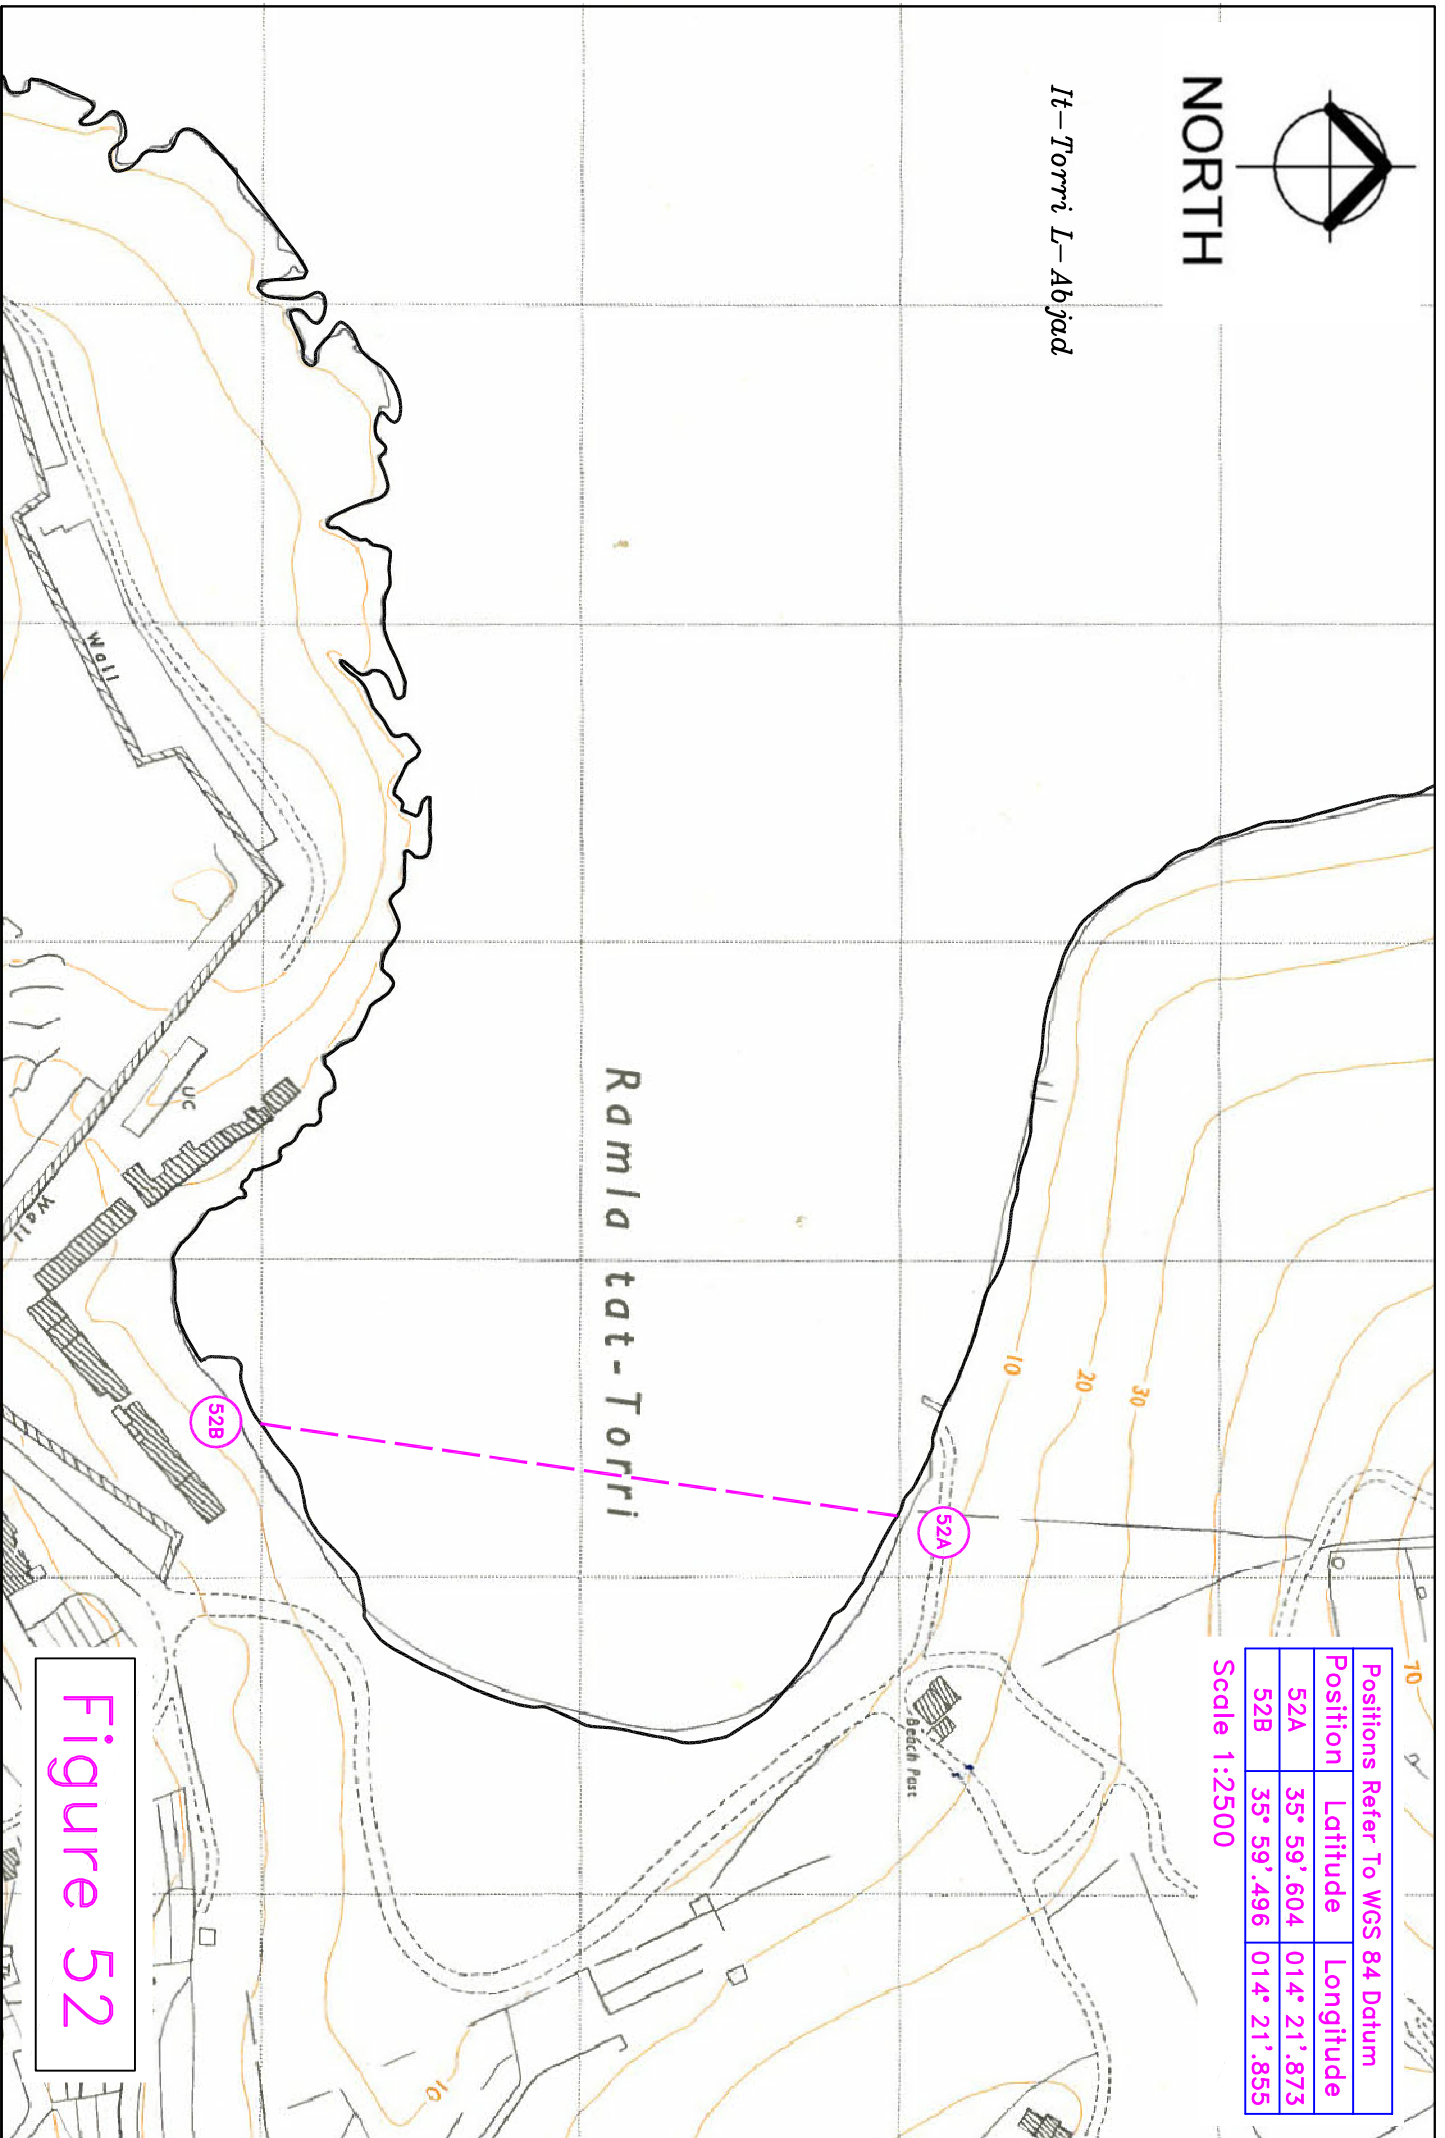 NORTH
It-Torri L-Abjad
Positions Refer To WGS 84 Datum
Position Latitude Longitude
52A 35° 59'.604 014° 21'.873
52B 35° 59'.496 014° 21'.855
Scale 1:2500
70
10
20
30
52A
Beach Post
Ramla tat-Torri
52B
Wall
UC
Wall
10
Figure 52